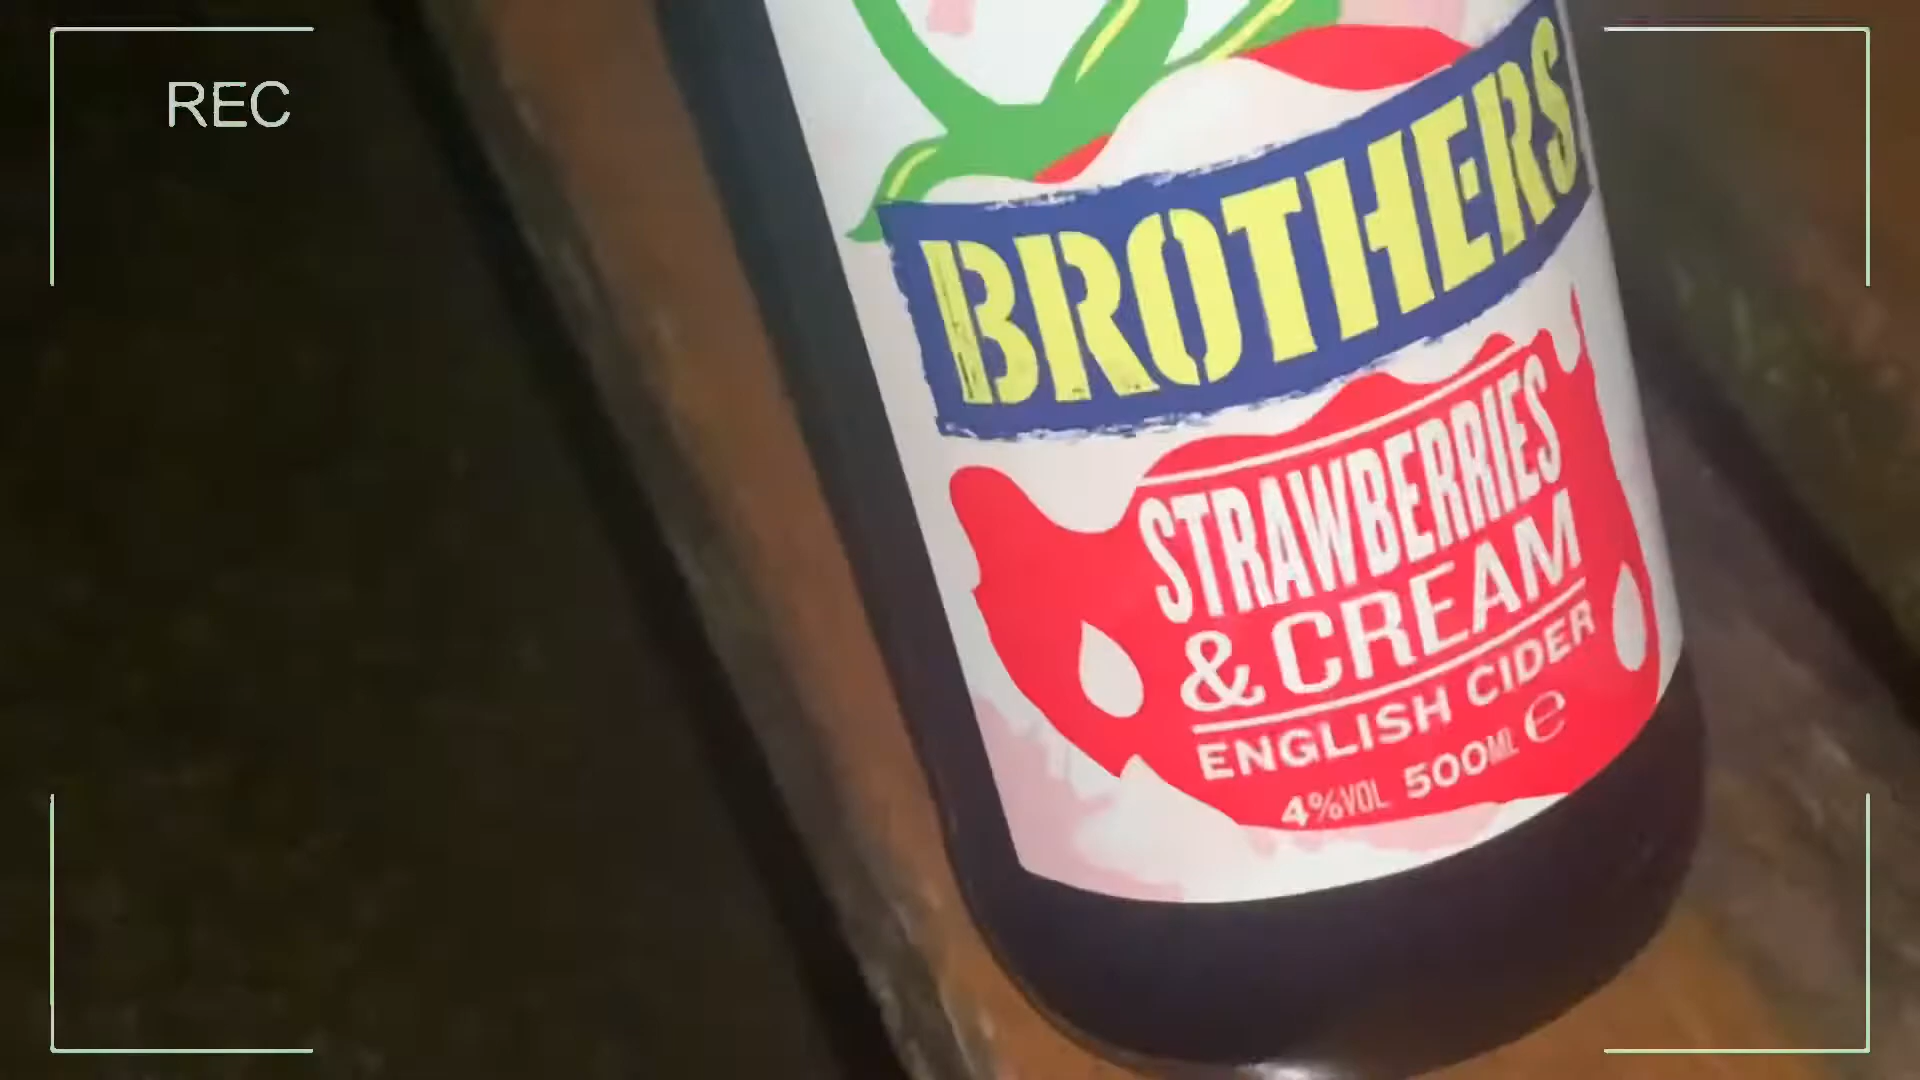 REC
BROTHERS
STRAWBERRIES
& CREAM
ENGLISH CIDER
4%VOL 500ML ℮